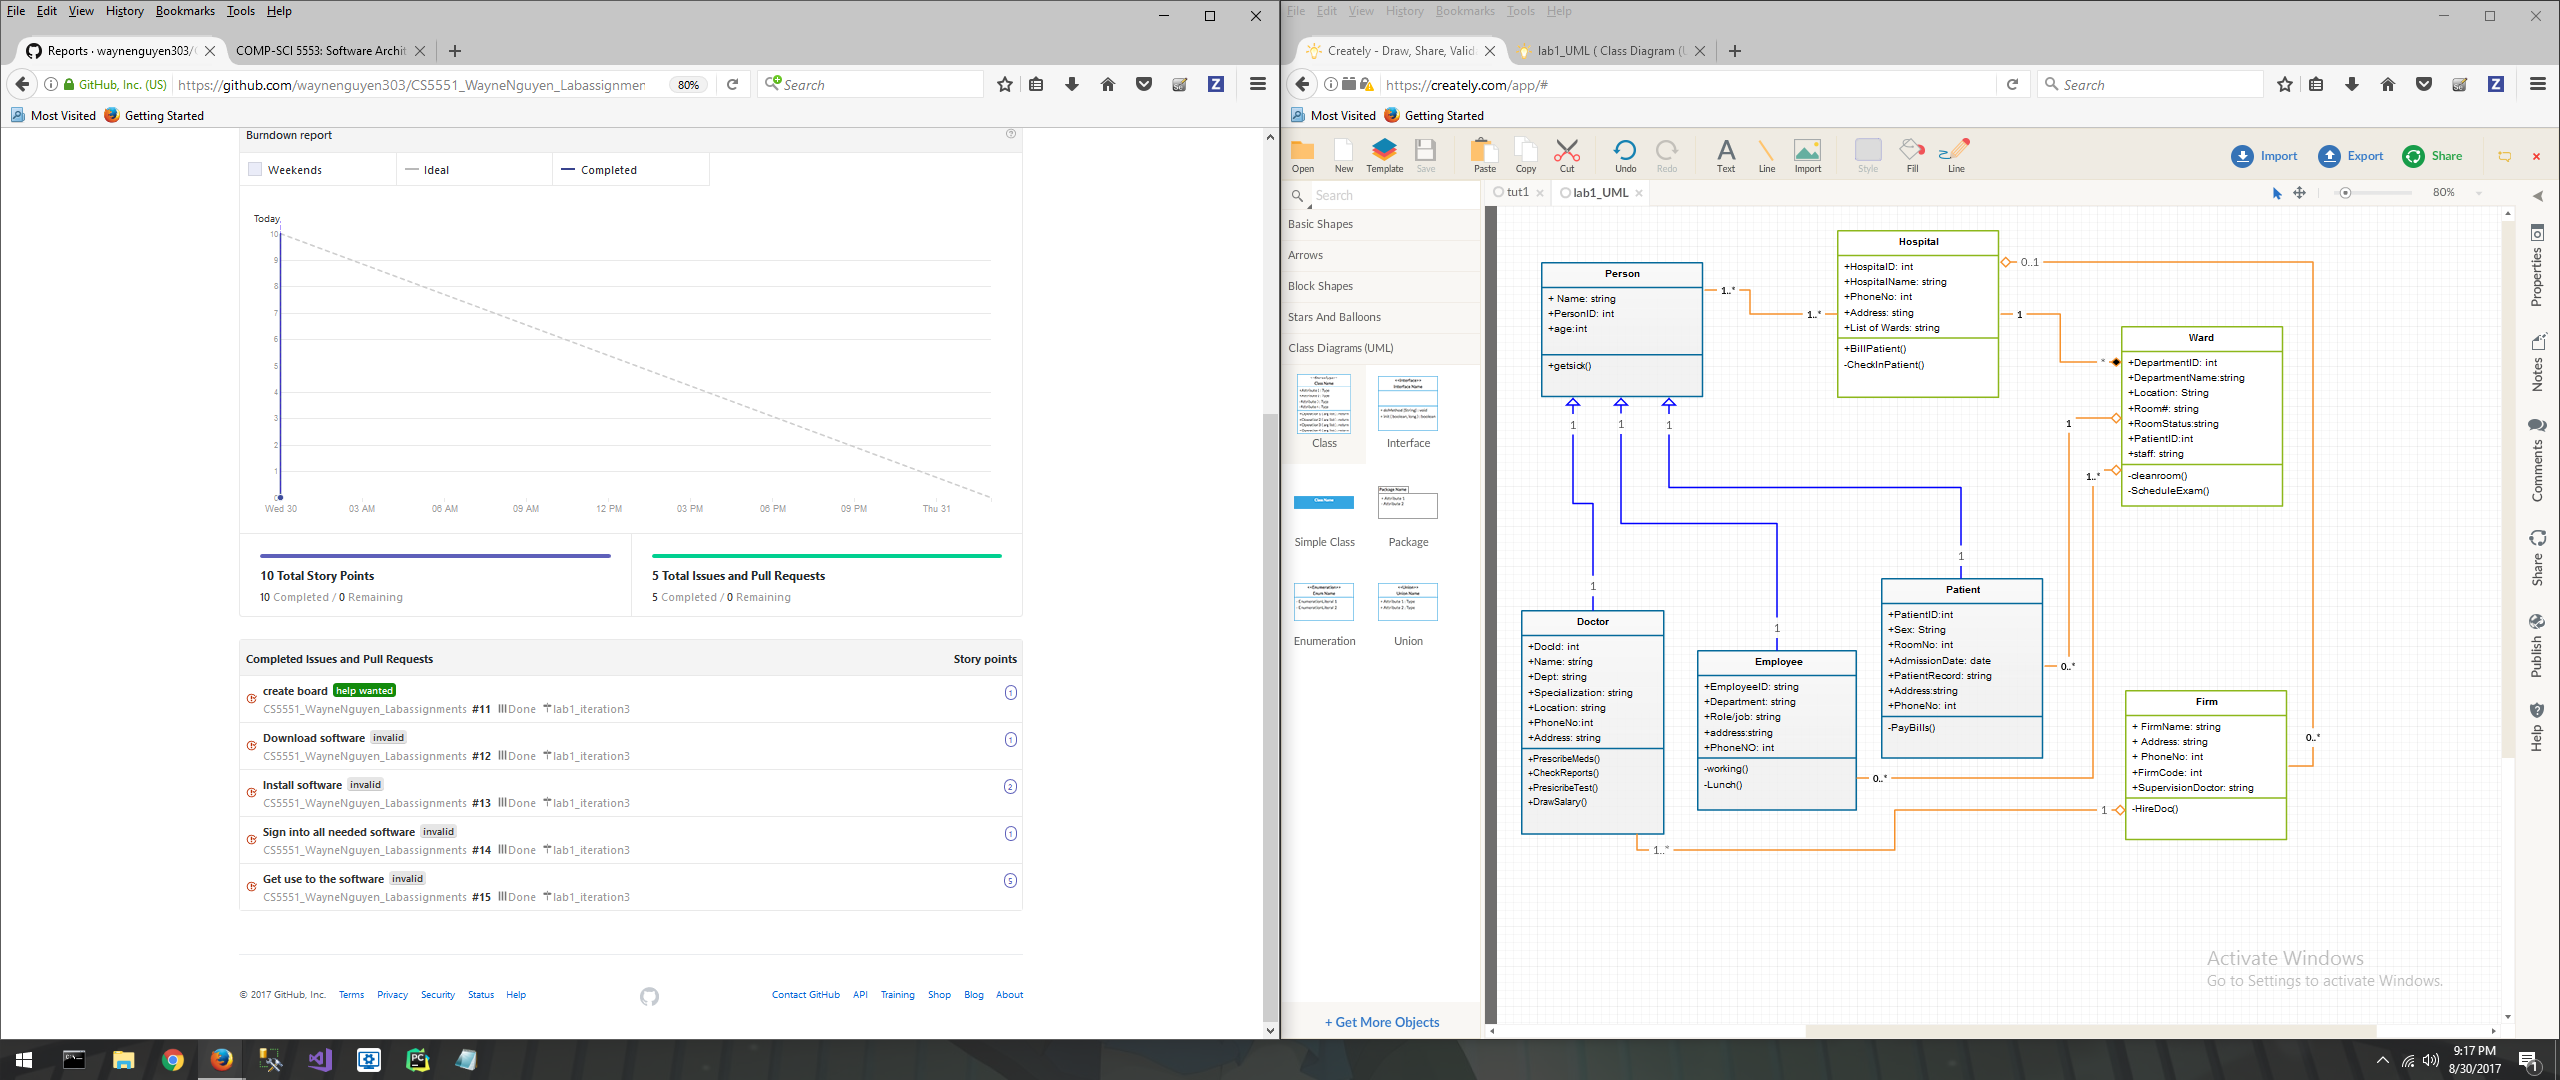 File Edit View History Bookmarks Tools Help
Reports · waynenguyen303/
COMP-SCI 5553: Software Archit
GitHub, Inc. (US)
https://github.com/waynenguyen303/CS5551_WayneNguyen_Labassignmen
80%
Search
Most Visited
Getting Started
Burndown report
Weekends
Ideal
Completed
Today
10
9
8
7
6
5
4
3
2
1
0
Wed 30 03 AM 06 AM 09 AM 12 PM 03 PM 06 PM 09 PM Thu 31
10 Total Story Points
10 Completed / 0 Remaining
5 Total Issues and Pull Requests
5 Completed / 0 Remaining
Completed Issues and Pull Requests Story points
create board help wanted 1
CS5551_WayneNguyen_Labassignments #11 Done lab1_iteration3
Download software invalid 1
CS5551_WayneNguyen_Labassignments #12 Done lab1_iteration3
Install software invalid 2
CS5551_WayneNguyen_Labassignments #13 Done lab1_iteration3
Sign into all needed software invalid 1
CS5551_WayneNguyen_Labassignments #14 Done lab1_iteration3
Get use to the software invalid 5
CS5551_WayneNguyen_Labassignments #15 Done lab1_iteration3
© 2017 GitHub, Inc. Terms Privacy Security Status Help
Contact GitHub API Training Shop Blog About
File Edit View History Bookmarks Tools Help
Creately - Draw, Share, Valid
lab1_UML ( Class Diagram (U
https://creately.com/app/#
Search
Most Visited
Getting Started
Open New Template Save Paste Copy Cut Undo Redo Text Line Import Style Fill Line
Import Export Share
Search
tut1
lab1_UML
80%
Basic Shapes
Arrows
Block Shapes
Stars And Balloons
Class Diagrams (UML)
Class
Interface
Simple Class
Package
Enumeration
Union
+ Get More Objects
Person
+ Name: string
+PersonID: int
+age:int
+getsick()
1..*
1..*
Hospital
+HospitalID: int
+HospitalName: string
+PhoneNo: int
+Address: sting
+List of Wards: string
+BillPatient()
-CheckInPatient()
0..1
1
*
Ward
+DepartmentID: int
+DepartmentName:string
+Location: String
+Room#: string
+RoomStatus:string
+PatientID:int
+staff: string
-cleanroom()
-ScheduleExam()
1
1..*
1
1
1
1
1
1
Doctor
+DocId: int
+Name: string
+Dept: string
+Specialization: string
+Location: string
+PhoneNo:int
+Address: string
+PrescribeMeds()
+CheckReports()
+PresicribeTest()
+DrawSalary()
1..*
Employee
+EmployeeID: string
+Department: string
+Role/job: string
+address:string
+PhoneNO: int
-working()
-Lunch()
0..*
Patient
+PatientID:int
+Sex: String
+RoomNo: int
+AdmissionDate: date
+PatientRecord: string
+Address:string
+PhoneNo: int
-PayBills()
0..*
Firm
+ FirmName: string
+ Address: string
+ PhoneNo: int
+FirmCode: int
+SupervisionDoctor: string
-HireDoc()
0..*
1
Properties
Notes
Comments
Share
Publish
Help
Activate Windows
Go to Settings to activate Windows.
9:17 PM
8/30/2017